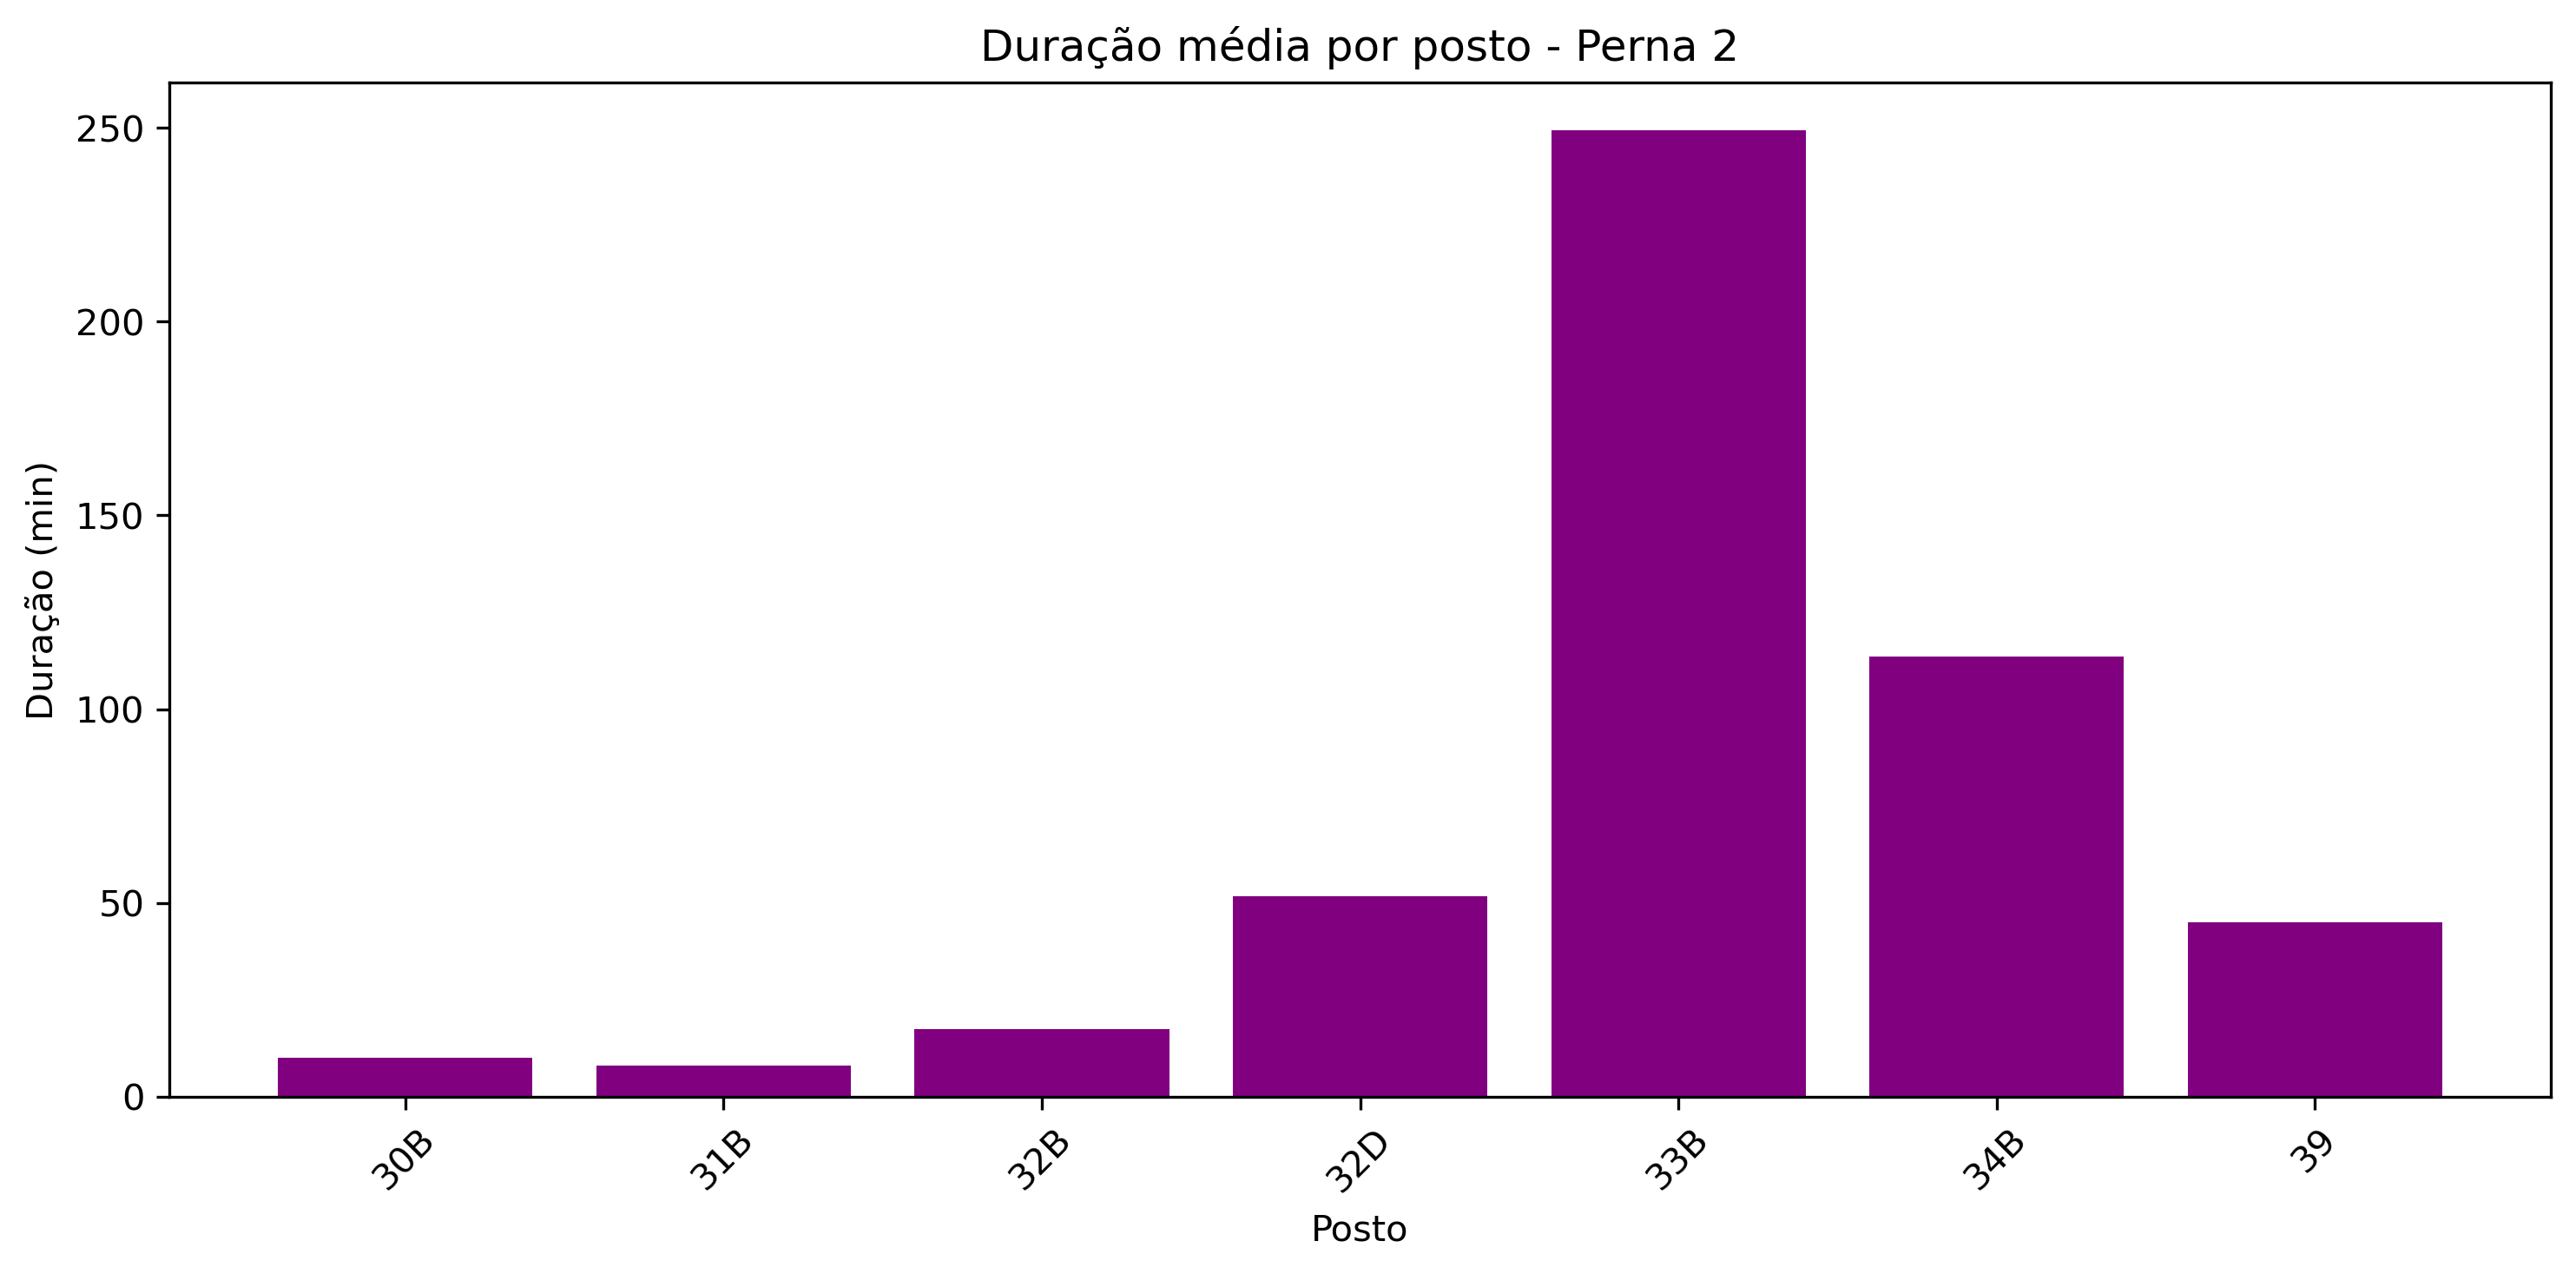 Duração média por posto - Perna 2
Duração (min)
250
200
150
100
50
0
30B
31B
32B
32D
33B
34B
39
Posto